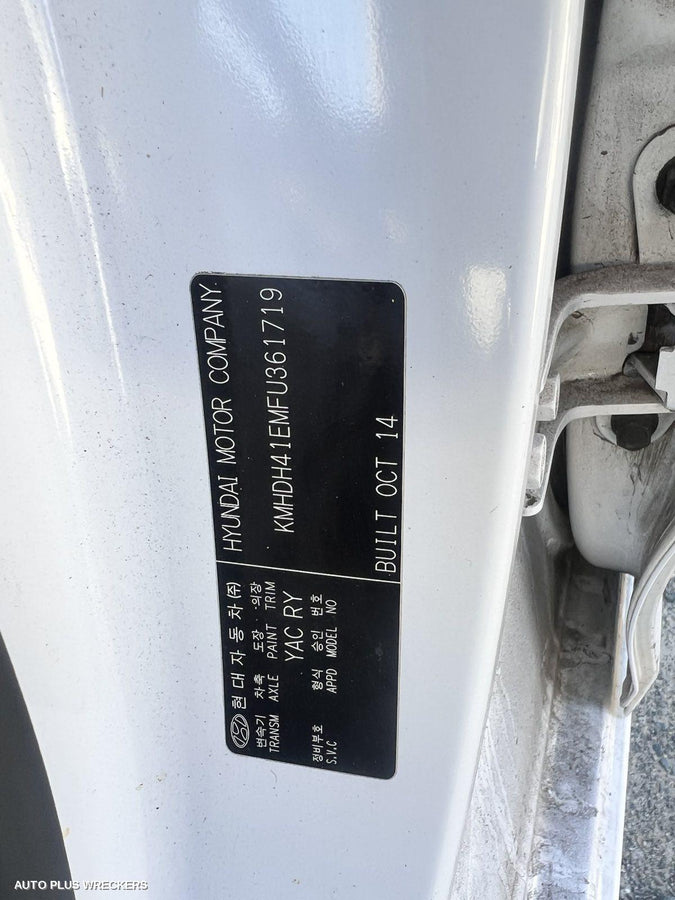 현대자동차(주)
HYUNDAI MOTOR COMPANY
변속기 차축 도장 의장
TRANSM AXLE PAINT TRIM
KMHDH41EMFU361719
YAC RY
정비부호 형식 승인 번호
S.V.C APPD MODEL NO
BUILT OCT 14
AUTO PLUS WRECKERS